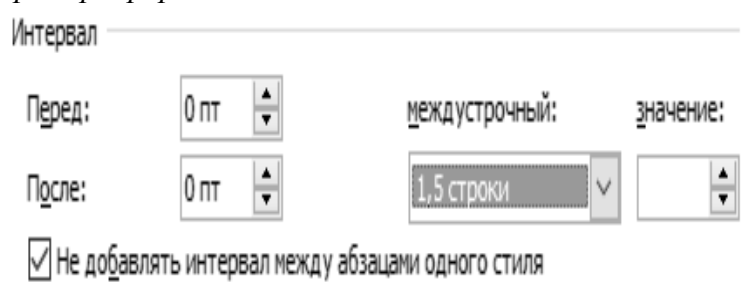 Интервал
Перед: 0 пт междустрочный: значение:
После: 0 пт 1,5 строки
Не добавлять интервал между абзацами одного стиля